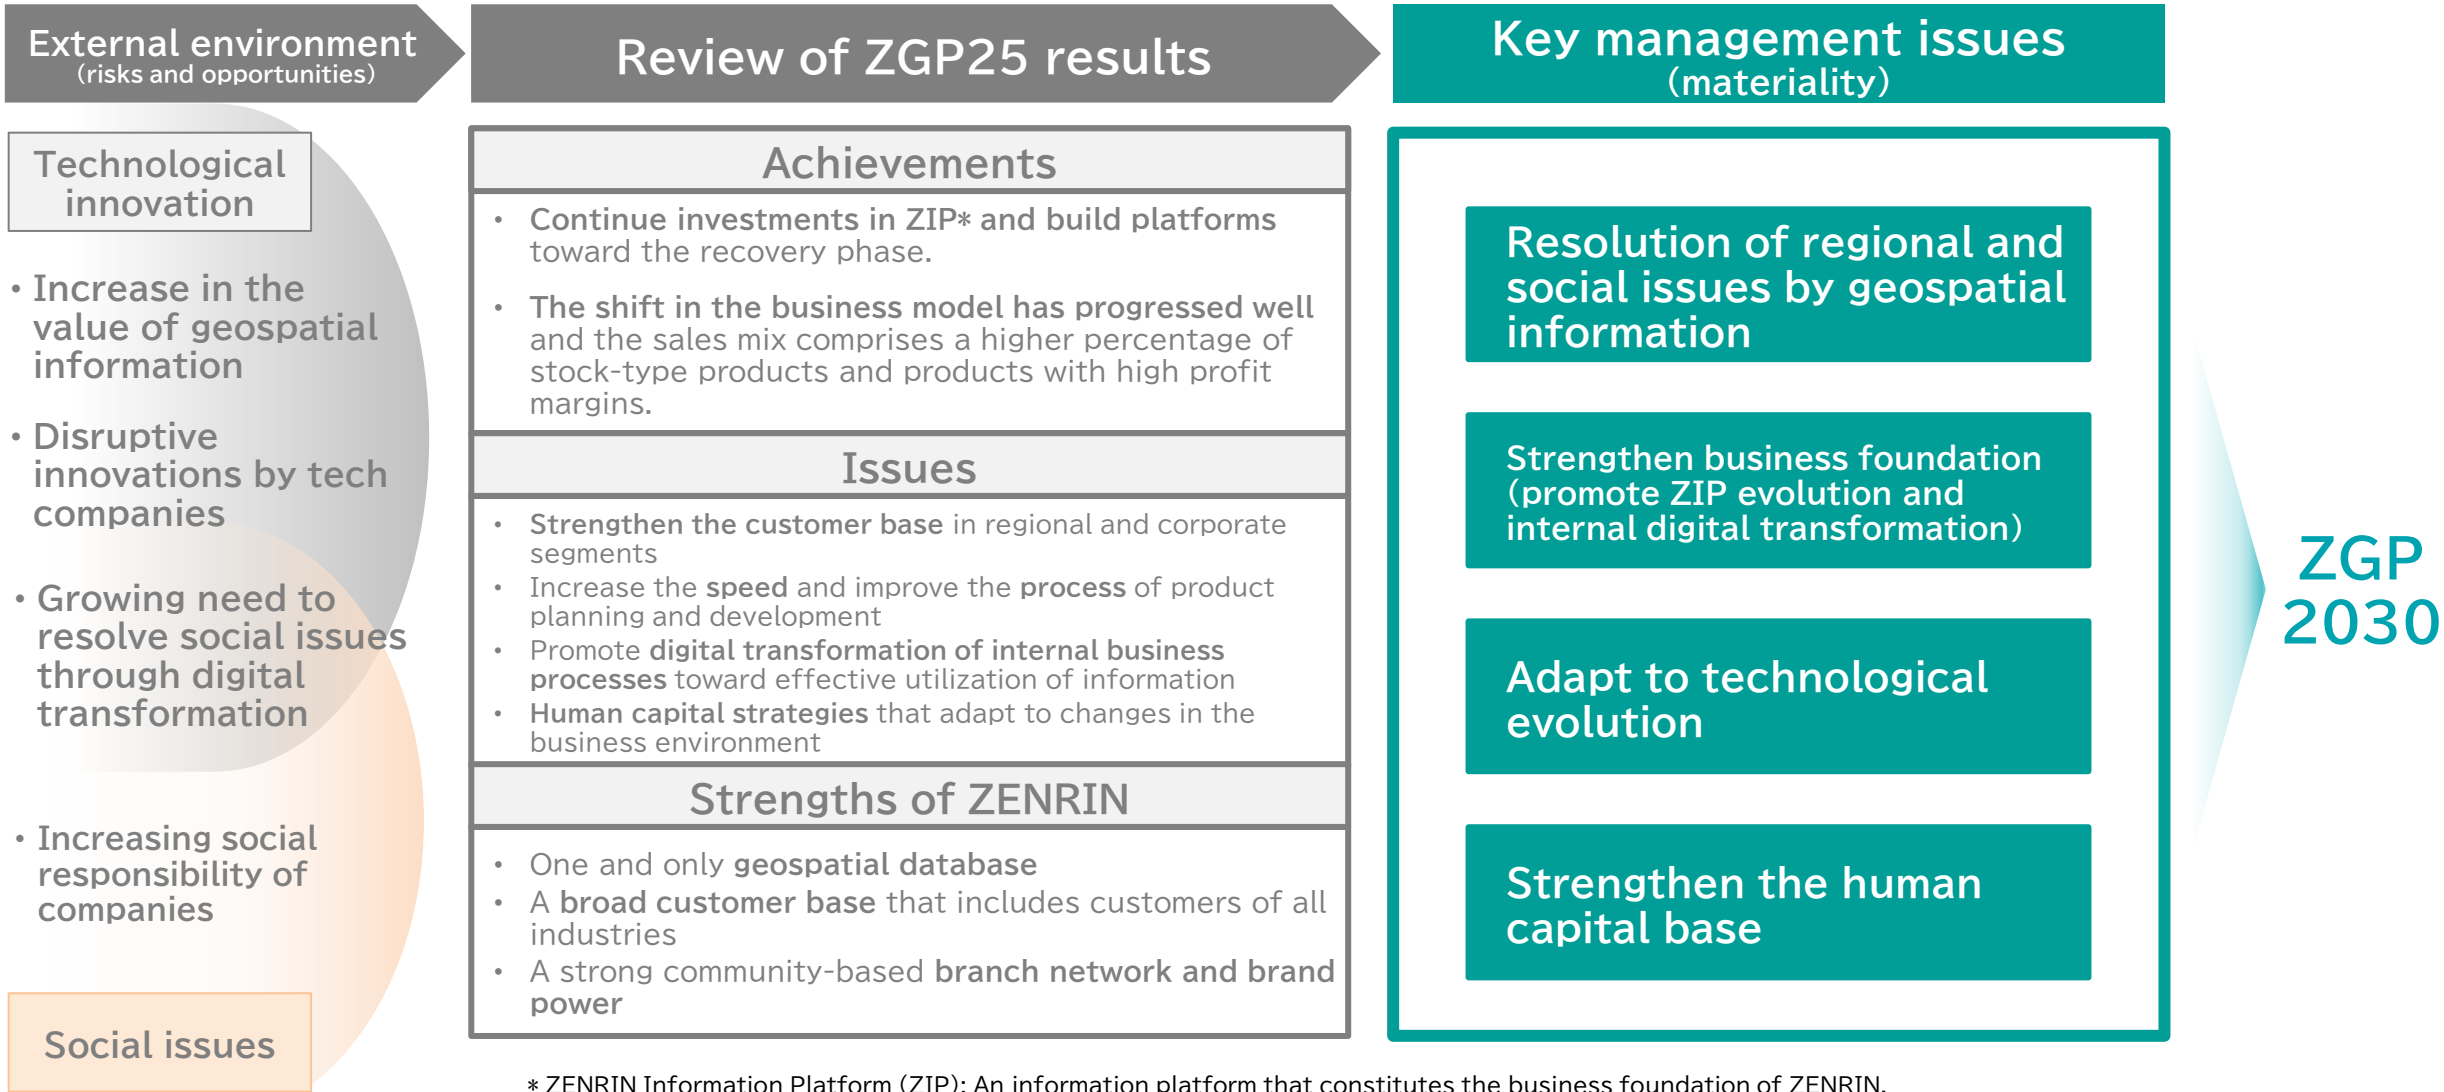 External environment
(risks and opportunities)
Review of ZGP25 results
Key management issues
(materiality)
Technological
innovation
・Increase in the
value of geospatial
information
・Disruptive
innovations by tech
companies
・Growing need to
resolve social issues
through digital
transformation
・Increasing social
responsibility of
companies
Social issues
Achievements
• Continue investments in ZIP* and build platforms
toward the recovery phase.
• The shift in the business model has progressed well
and the sales mix comprises a higher percentage of
stock-type products and products with high profit
margins.
Issues
• Strengthen the customer base in regional and corporate
segments
• Increase the speed and improve the process of product
planning and development
• Promote digital transformation of internal business
processes toward effective utilization of information
• Human capital strategies that adapt to changes in the
business environment
Strengths of ZENRIN
• One and only geospatial database
• A broad customer base that includes customers of all
industries
• A strong community-based branch network and brand
power
Resolution of regional and
social issues by geospatial
information
Strengthen business foundation
(promote ZIP evolution and
internal digital transformation)
Adapt to technological
evolution
Strengthen the human
capital base
ZGP
2030
* ZENRIN Information Platform (ZIP): An information platform that constitutes the business foundation of ZENRIN.